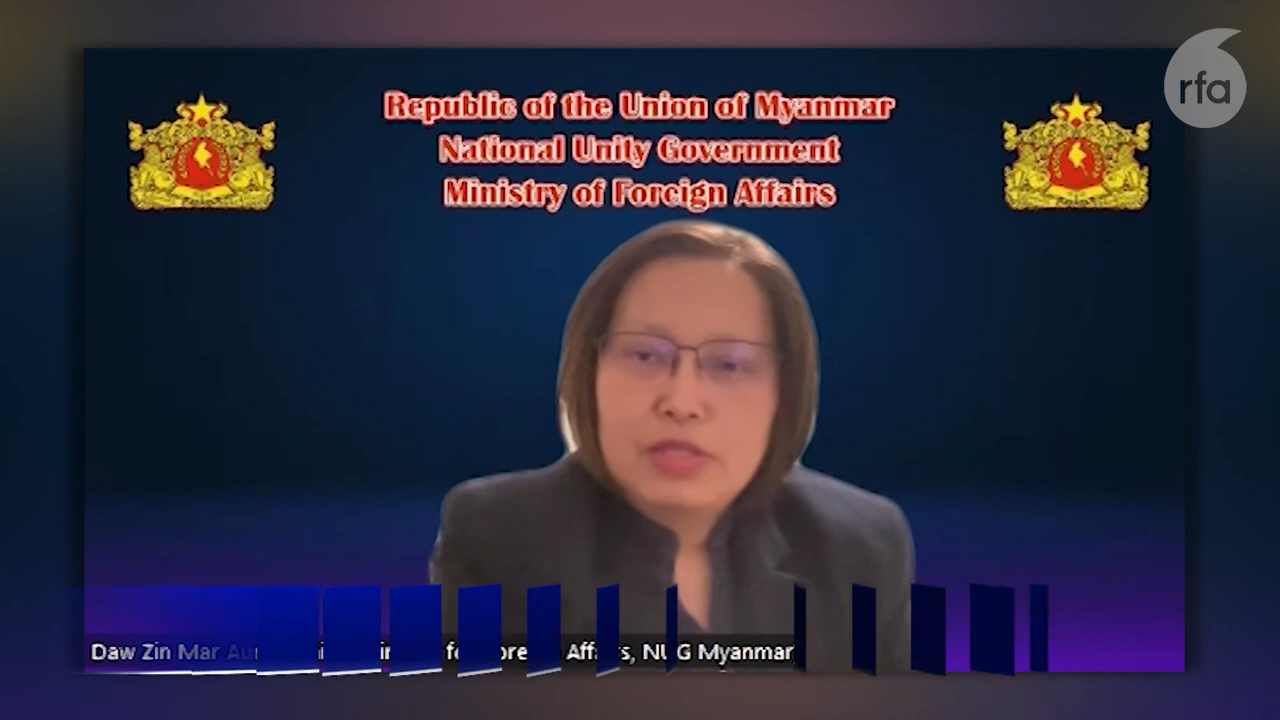 rfa
Republic of the Union of Myanmar
National Unity Government
Ministry of Foreign Affairs
Daw Zin Mar Affairs, NUG Myanmar